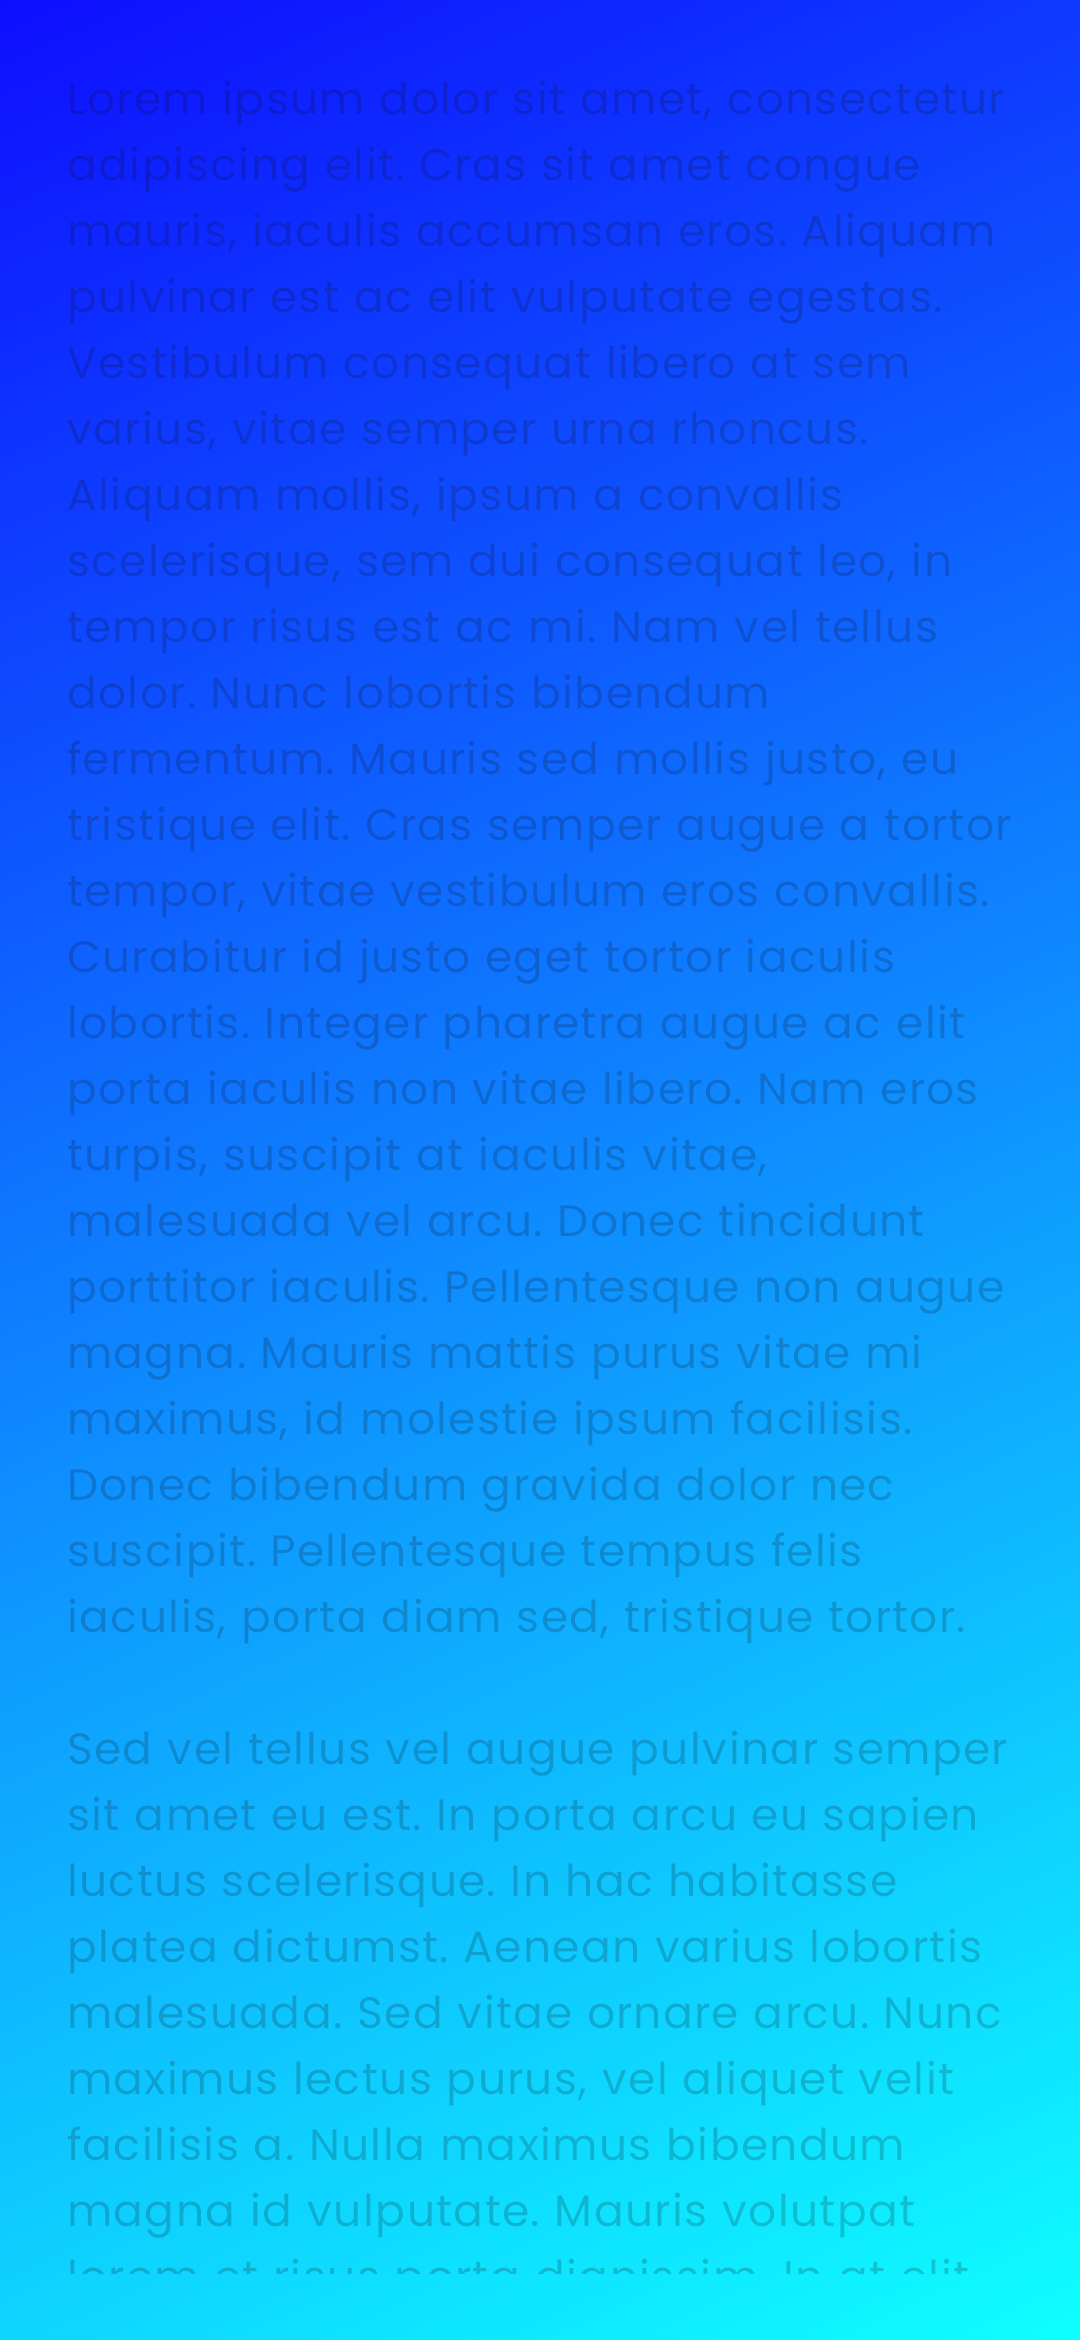 Lorem ipsum dolor sit amet, consectetur
adipiscing elit. Cras sit amet congue
mauris, iaculis accumsan eros. Aliquam
pulvinar est ac elit vulputate egestas.
Vestibulum consequat libero at sem
varius, vitae semper urna rhoncus.
Aliquam mollis, ipsum a convallis
scelerisque, sem dui consequat leo, in
tempor risus est ac mi. Nam vel tellus
dolor. Nunc lobortis bibendum
fermentum. Mauris sed mollis justo, eu
tristique elit. Cras semper augue a tortor
tempor, vitae vestibulum eros convallis.
Curabitur id justo eget tortor iaculis
lobortis. Integer pharetra augue ac elit
porta iaculis non vitae libero. Nam eros
turpis, suscipit at iaculis vitae,
malesuada vel arcu. Donec tincidunt
porttitor iaculis. Pellentesque non augue
magna. Mauris mattis purus vitae mi
maximus, id molestie ipsum facilisis.
Donec bibendum gravida dolor nec
suscipit. Pellentesque tempus felis
iaculis, porta diam sed, tristique tortor.
Sed vel tellus vel augue pulvinar semper
sit amet eu est. In porta arcu eu sapien
luctus scelerisque. In hac habitasse
platea dictumst. Aenean varius lobortis
malesuada. Sed vitae ornare arcu. Nunc
maximus lectus purus, vel aliquet velit
facilisis a. Nulla maximus bibendum
magna id vulputate. Mauris volutpat
lorem et risus porta dignissim. In at elit